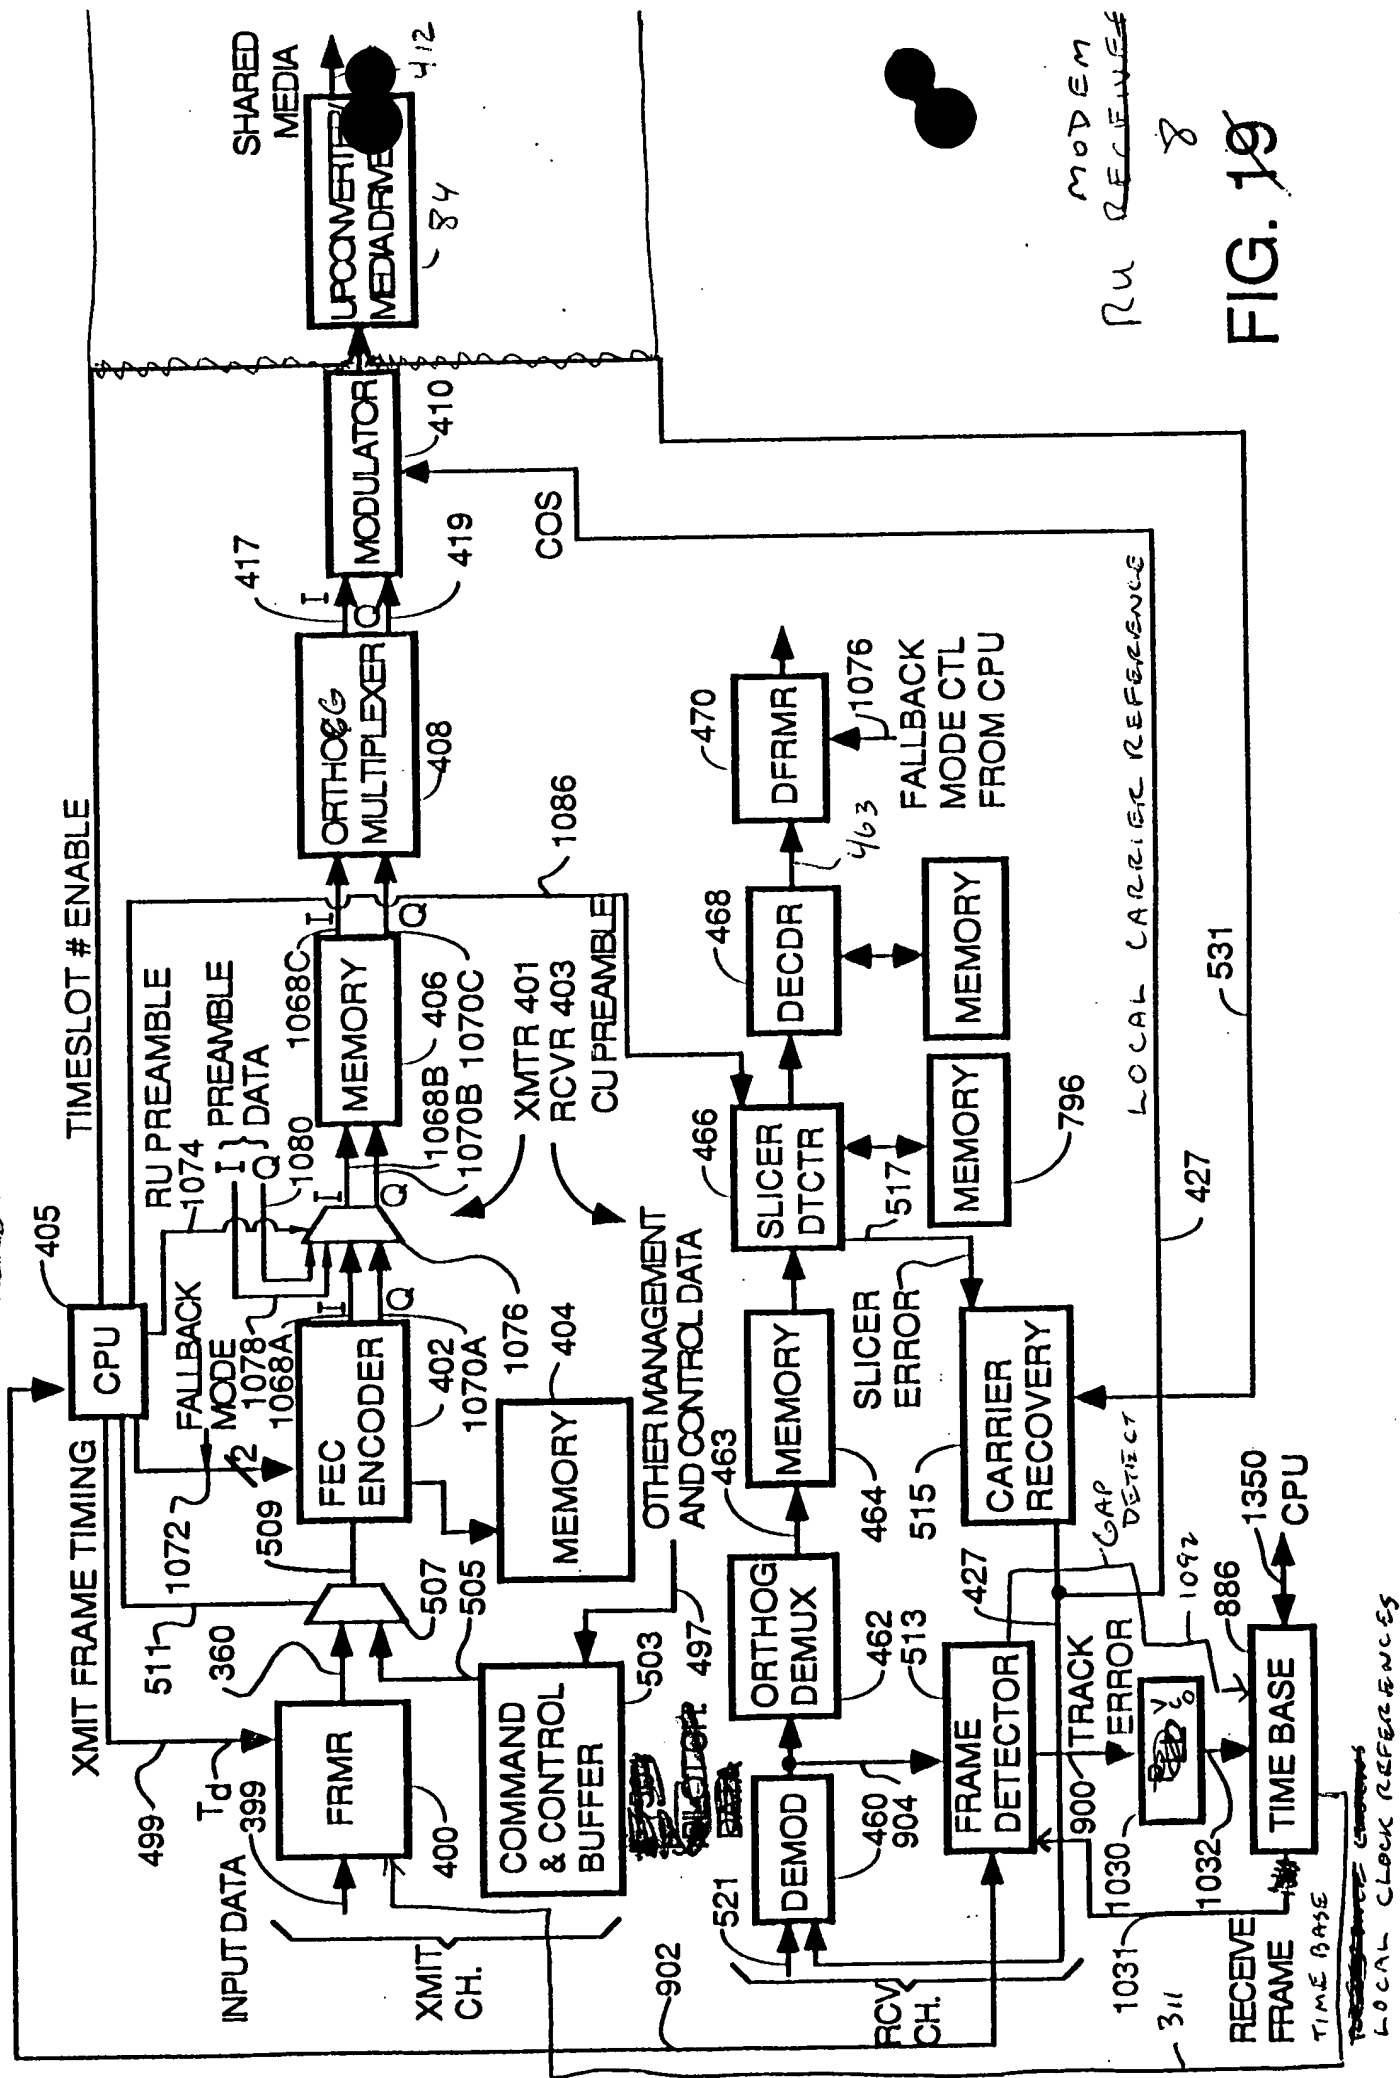 TIMESLOT # ENABLE
405
CPU
XMIT FRAME TIMING
RU PREAMBLE
1074
I } PREAMBLE
Q } DATA
1080
FALLBACK
MODE
1078
1068A
1072
2
509
511
360
499
Td
399
INPUT DATA
FRMR
400
XMIT
CH.
507
505
FEC
ENCODER
I
Q
402
1070A
1076
404
MEMORY
I
Q
1068B
1070B
MEMORY
406
1068C
I
Q
1070C
ORTHOG
MULTIPLEXER
408
417
I
Q
419
MODULATOR
410
COS
UPCONVERTER/
MEDIADRIVE
84
412
SHARED
MEDIA
COMMAND
& CONTROL
BUFFER
503
497
OTHER MANAGEMENT
AND CONTROL DATA
XMTR 401
RCVR 403
CU PREAMBLE
1086
902
RCV
CH.
521
DEMOD
460
904
ORTHOG
DEMUX
462
463
MEMORY
464
466
SLICER
DTCTR
517
MEMORY
796
468
DECDR
MEMORY
463
470
DFRMR
1076
FALLBACK
MODE CTL
FROM CPU
SLICER
ERROR
515
CARRIER
RECOVERY
427
513
FRAME
DETECTOR
900
TRACK
ERROR
GAP
DETECT
1092
1030
VCO
1032
886
TIME BASE
1350
CPU
1031
RECEIVE
FRAME
TIME BASE
311
LOCAL CLOCK REFERENCES
LOCAL CARRIER REFERENCE
427
531
MODEM
RU RECEIVER
8
FIG. 19